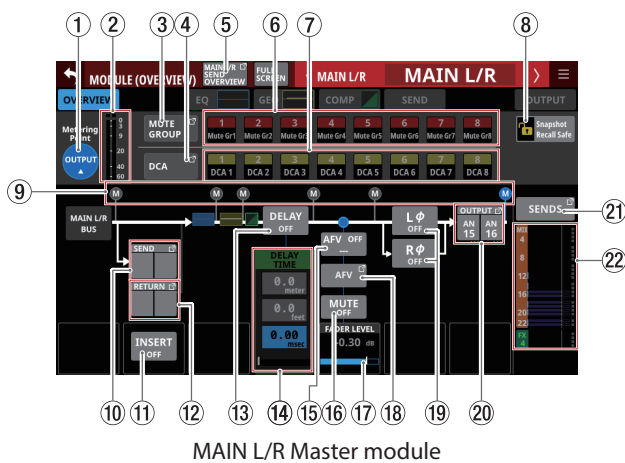 ① ② ③ ④ ⑤ ⑥ ⑦ ⑧
MODULE (OVERVIEW)
MAIN L/R
SEND
OVERVIEW
FULL
SCREEN
MAIN L/R
MAIN L/R
OVERVIEW
EQ
GEQ
COMP
SEND
OUTPUT
Metering
Point
OUTPUT
0
3
9
20
40
60
MUTE
GROUP
1 2 3 4 5 6 7 8
Mute Gr1 Mute Gr2 Mute Gr3 Mute Gr4 Mute Gr5 Mute Gr6 Mute Gr7 Mute Gr8
DCA
1 2 3 4 5 6 7 8
DCA 1 DCA 2 DCA 3 DCA 4 DCA 5 DCA 6 DCA 7 DCA 8
Snapshot
Recall Safe
⑨
M M M M M M
MAIN L/R
BUS
DELAY
OFF
L φ
OFF
R φ
OFF
OUTPUT
AN
15
AN
16
SENDS
㉑
SEND
RETURN
INSERT
OFF
DELAY
TIME
0.0
meter
0.0
feet
0.00
msec
AFV OFF
---
AFV
MUTE
OFF
FADER LEVEL
-0.30 dB
MIX
4
8
12
16
20
22
FX
4
㉒
⑩ ⑪ ⑫ ⑬ ⑭ ⑮ ⑯ ⑰ ⑱ ⑲ ⑳
MAIN L/R Master module